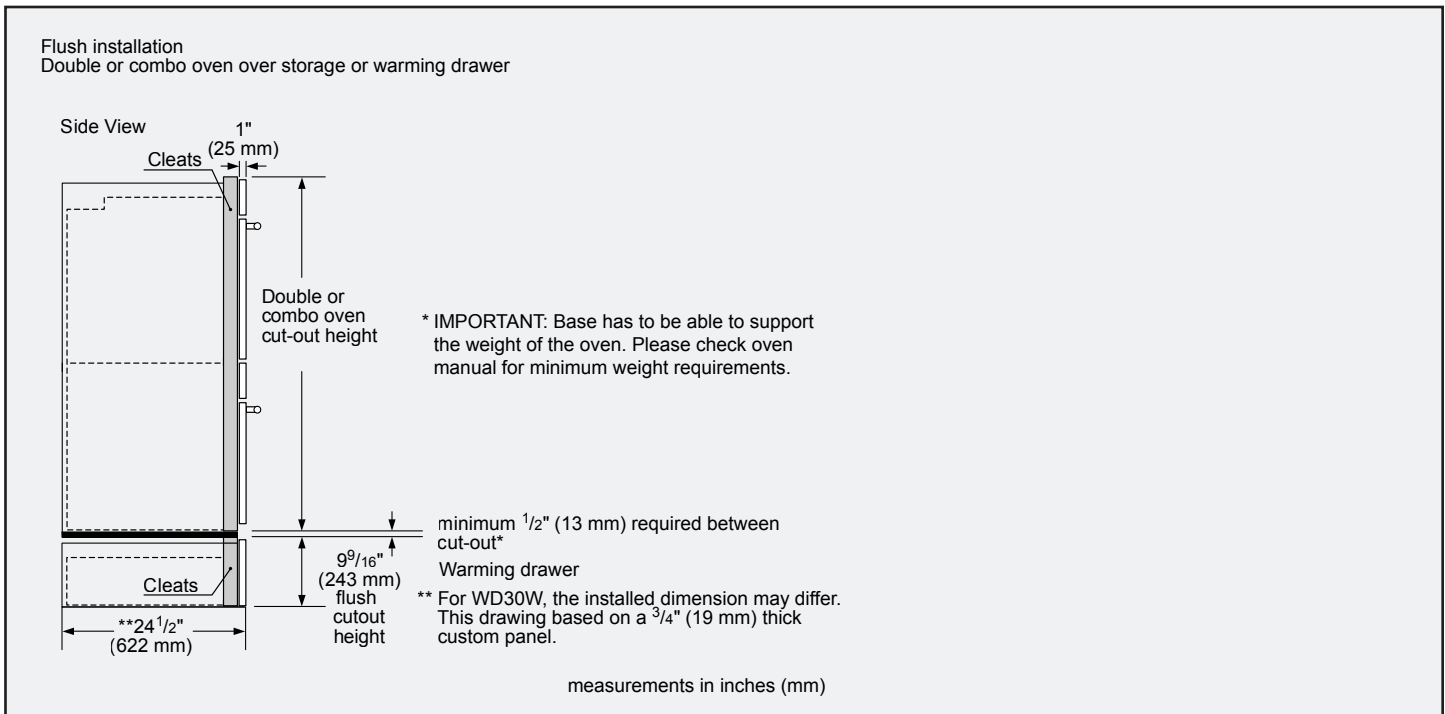 Flush installation
Double or combo oven over storage or warming drawer
Side View
1"
(25 mm)
Cleats
Double or
combo oven
cut-out height
* IMPORTANT: Base has to be able to support
the weight of the oven. Please check oven
manual for minimum weight requirements.
minimum 1/2" (13 mm) required between
cut-out*
9 9/16"
(243 mm)
flush
cutout
height
Warming drawer
Cleats
** For WD30W, the installed dimension may differ.
This drawing based on a 3/4" (19 mm) thick
custom panel.
**24 1/2"
(622 mm)
measurements in inches (mm)